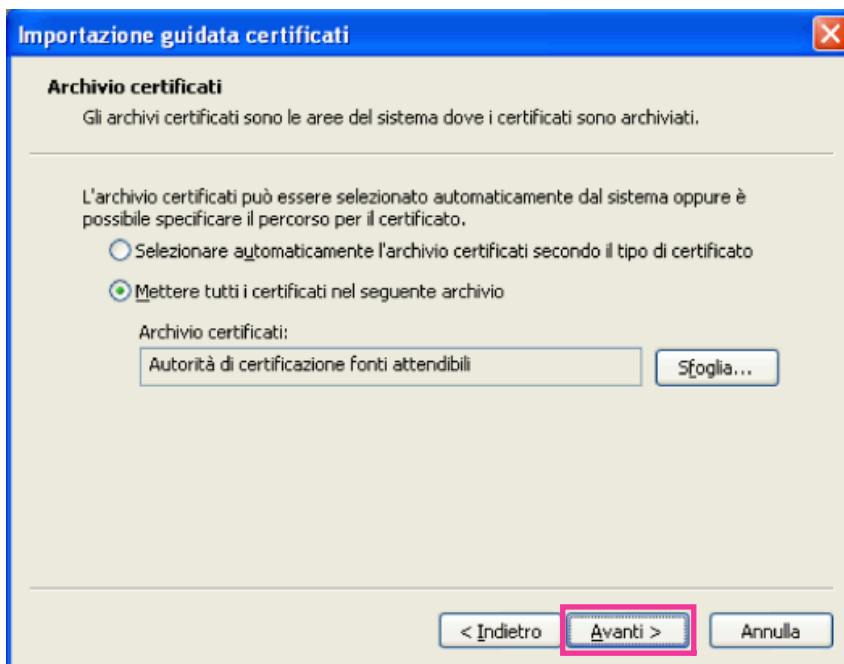 Importazione guidata certificati
Archivio certificati
Gli archivi certificati sono le aree del sistema dove i certificati sono archiviati.
L'archivio certificati può essere selezionato automaticamente dal sistema oppure è
possibile specificare il percorso per il certificato.
Selezionare automaticamente l'archivio certificati secondo il tipo di certificato
Mettere tutti i certificati nel seguente archivio
Archivio certificati:
Autorità di certificazione fonti attendibili
Sfoglia...
< Indietro
Avanti >
Annulla